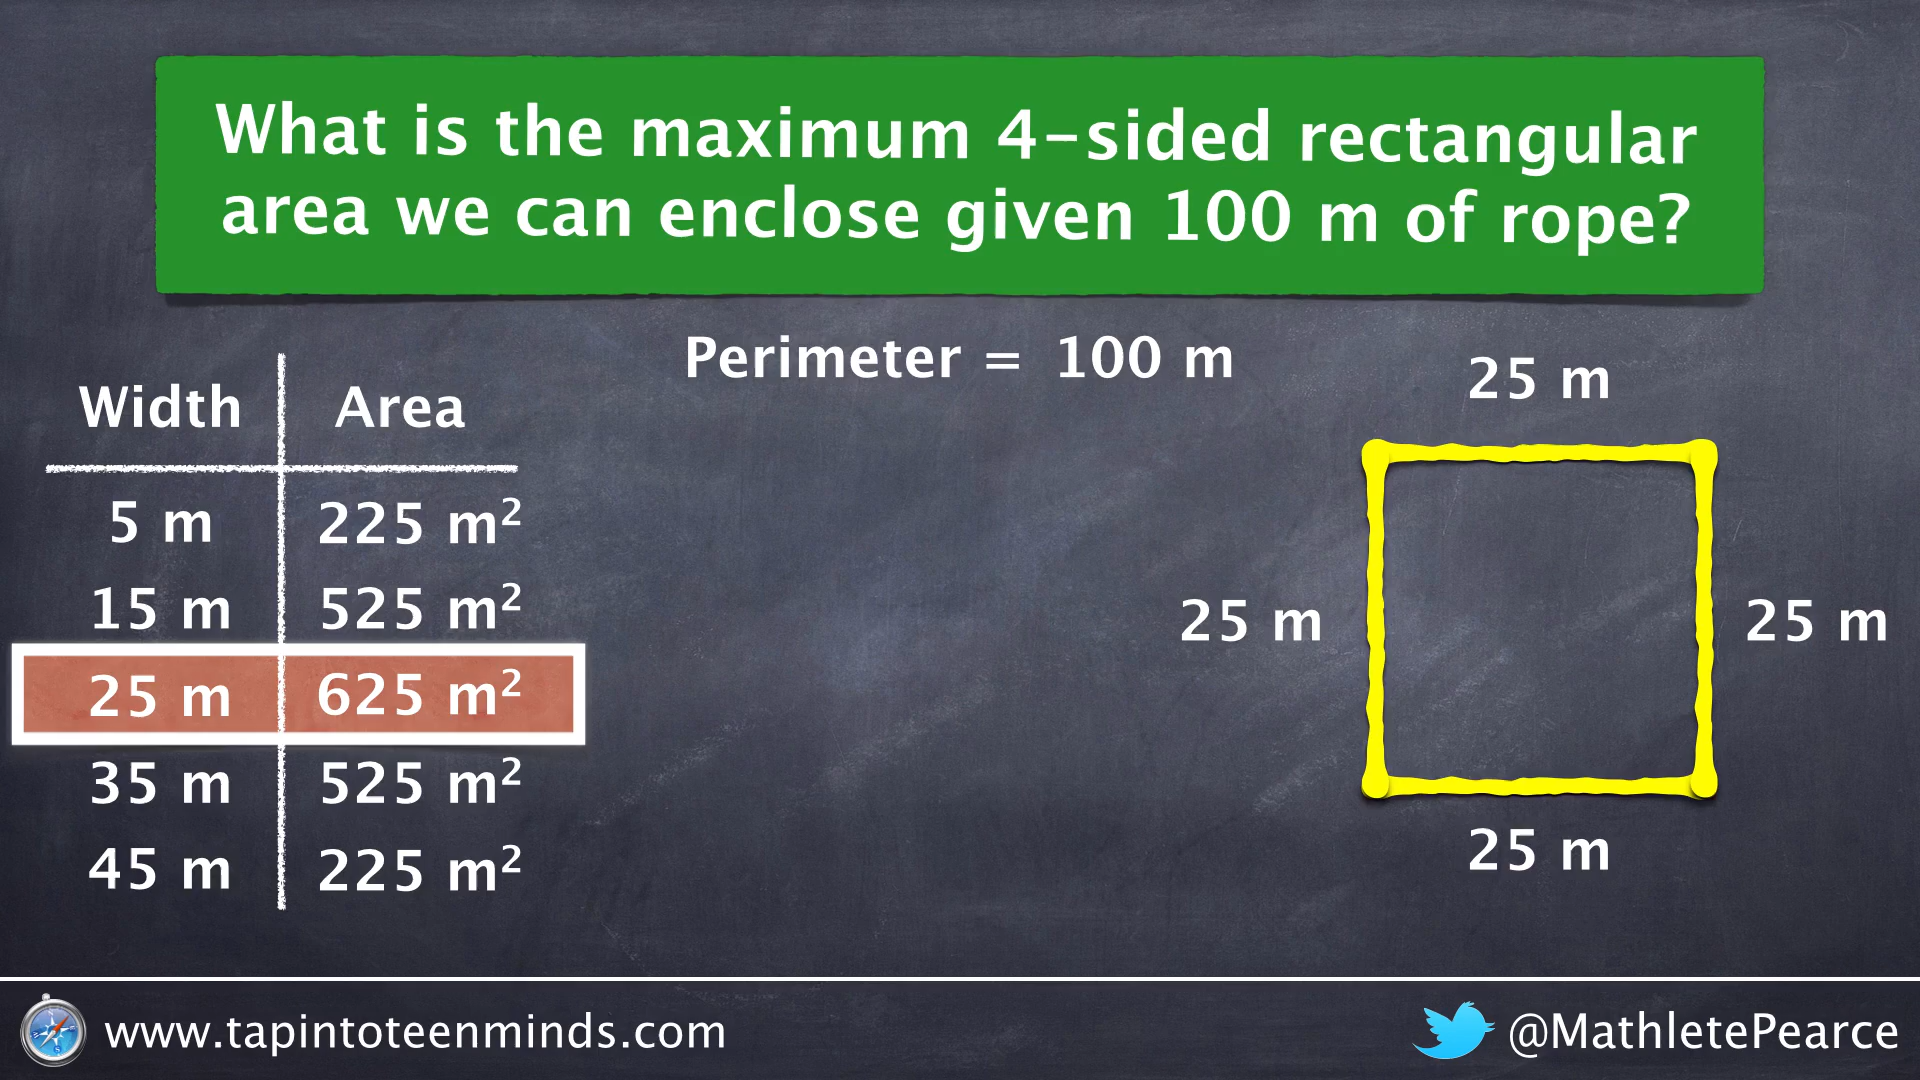 What is the maximum 4-sided rectangular
area we can enclose given 100 m of rope?
Perimeter = 100 m
Width Area
5 m 225 m²
15 m 525 m²
25 m 625 m²
35 m 525 m²
45 m 225 m²
25 m
25 m 25 m
25 m
www.tapintoteenminds.com
@MathletePearce